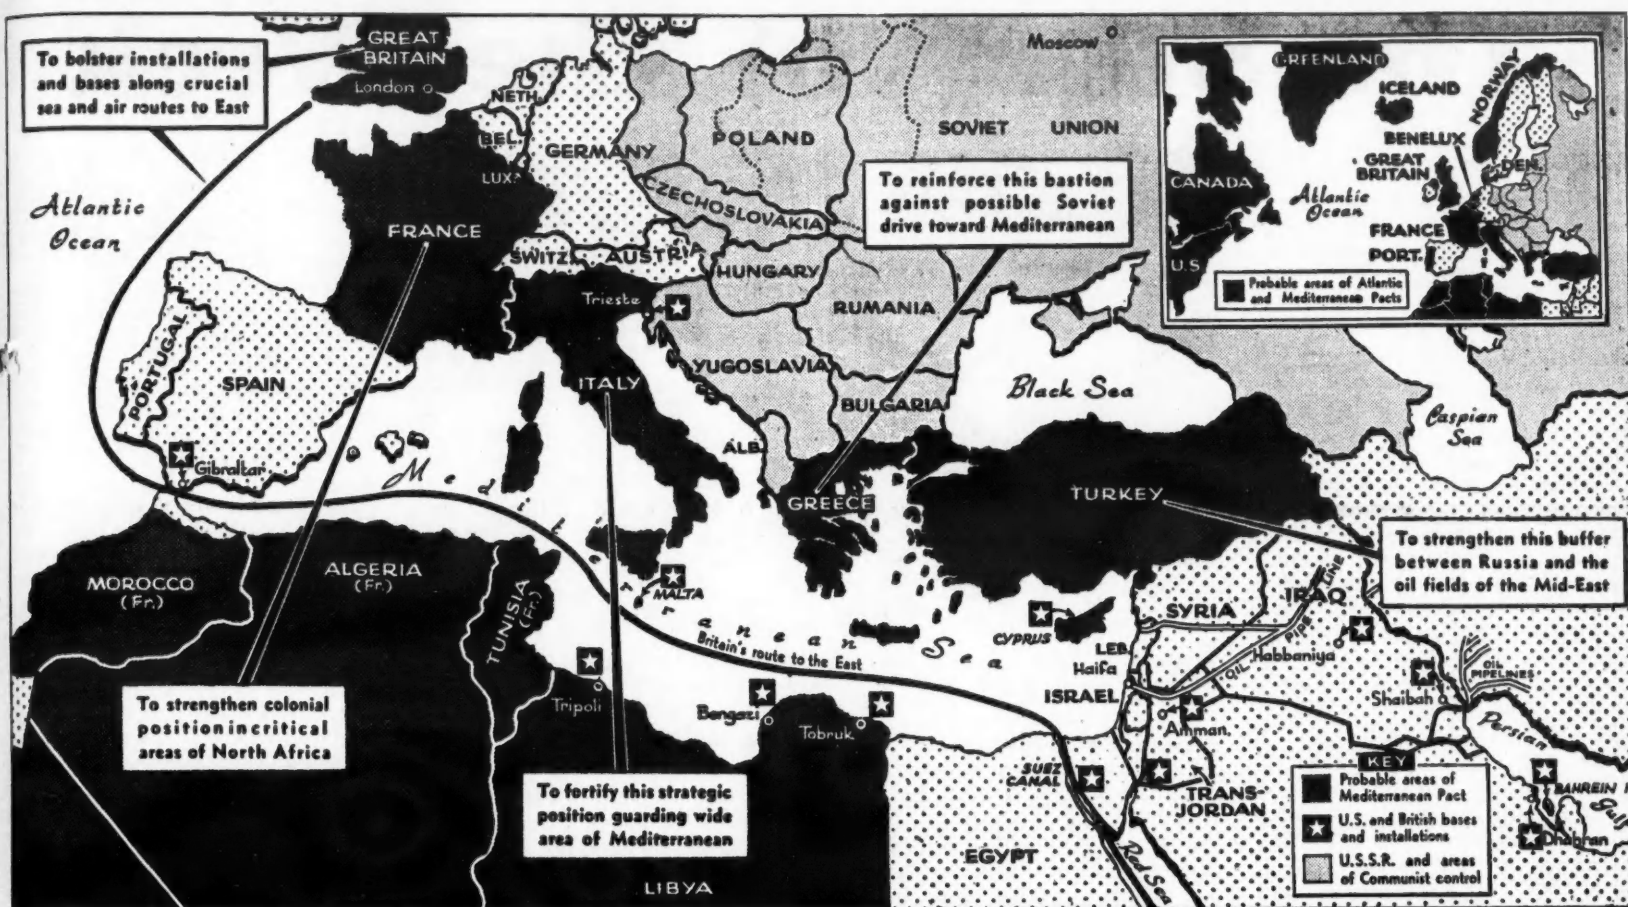 To bolster installations
and bases along crucial
sea and air routes to East
GREAT
BRITAIN
London
Atlantic
Ocean
NETH.
BEL.
LUX.
GERMANY
POLAND
CZECHOSLOVAKIA
SOVIET UNION
Moscow
FRANCE
SWITZ.
AUSTRIA
HUNGARY
RUMANIA
Trieste
YUGOSLAVIA
BULGARIA
ALB.
ITALY
GREECE
Black Sea
Caspian
Sea
TURKEY
PORTUGAL
SPAIN
Gibraltar
To reinforce this bastion
against possible Soviet
drive toward Mediterranean
GREENLAND
ICELAND
NORWAY
BENELUX
DEN.
GREAT
BRITAIN
CANADA
Atlantic
Ocean
FRANCE
PORT.
U.S.
Probable areas of Atlantic
and Mediterranean Pacts
To strengthen this buffer
between Russia and the
oil fields of the Mid-East
Mediterranean Sea
Britain's route to the East
MOROCCO
(Fr.)
ALGERIA
(Fr.)
TUNISIA
(Fr.)
MALTA
CYPRUS
SYRIA
IRAQ
OIL PIPE LINE
LEB.
Haifa
ISRAEL
Habbaniya
Shaibah
OIL
PIPELINES
Amman
TRANS-
JORDAN
SUEZ
CANAL
EGYPT
Red Sea
Persian
Gulf
BAHREIN I
Dhahran
Tripoli
Bengazi
Tobruk
LIBYA
To strengthen colonial
position in critical
areas of North Africa
To fortify this strategic
position guarding wide
area of Mediterranean
KEY
Probable areas of
Mediterranean Pact
U.S. and British bases
and installations
U.S.S.R. and areas
of Communist control